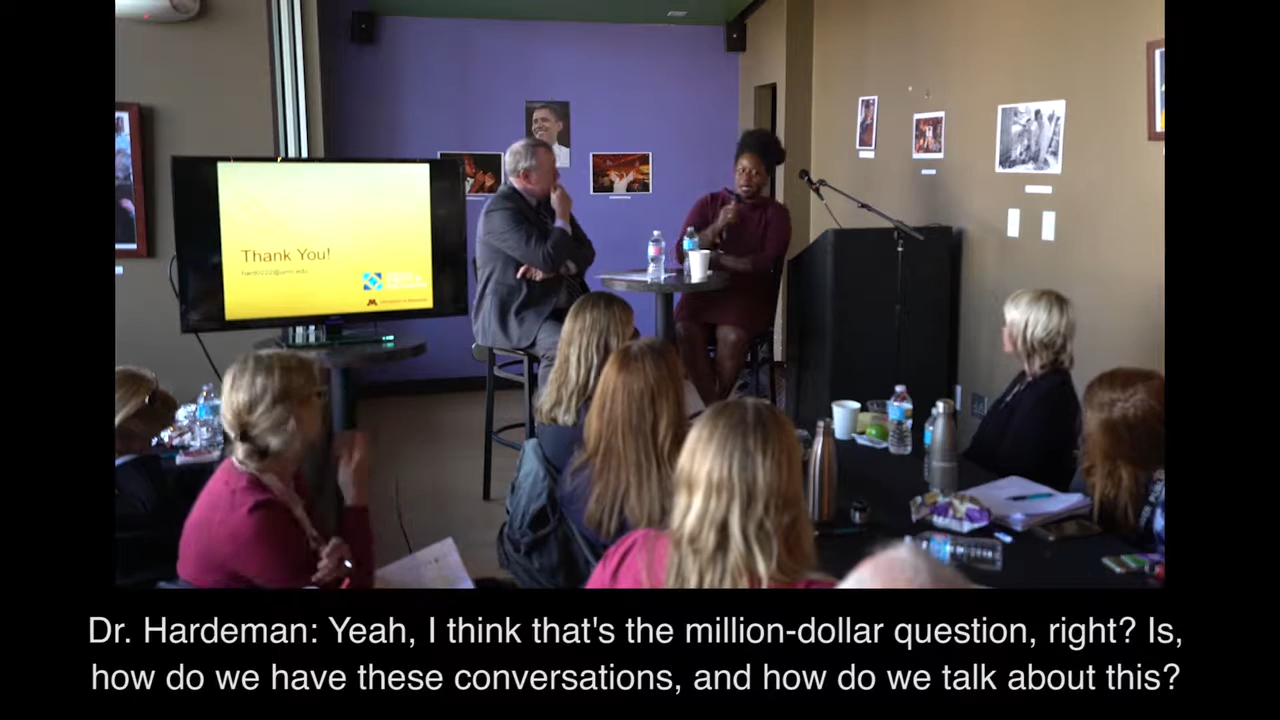 Thank You!
Dr. Hardeman: Yeah, I think that's the million-dollar question, right? Is,
how do we have these conversations, and how do we talk about this?